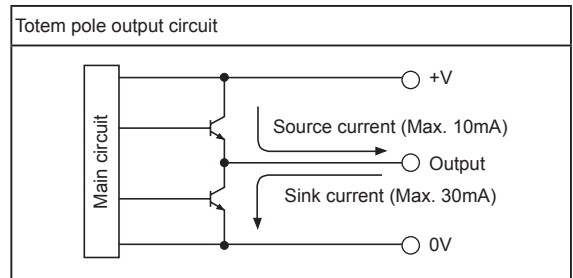 Totem pole output circuit
Main circuit
+V
Source current (Max. 10mA)
Output
Sink current (Max. 30mA)
0V